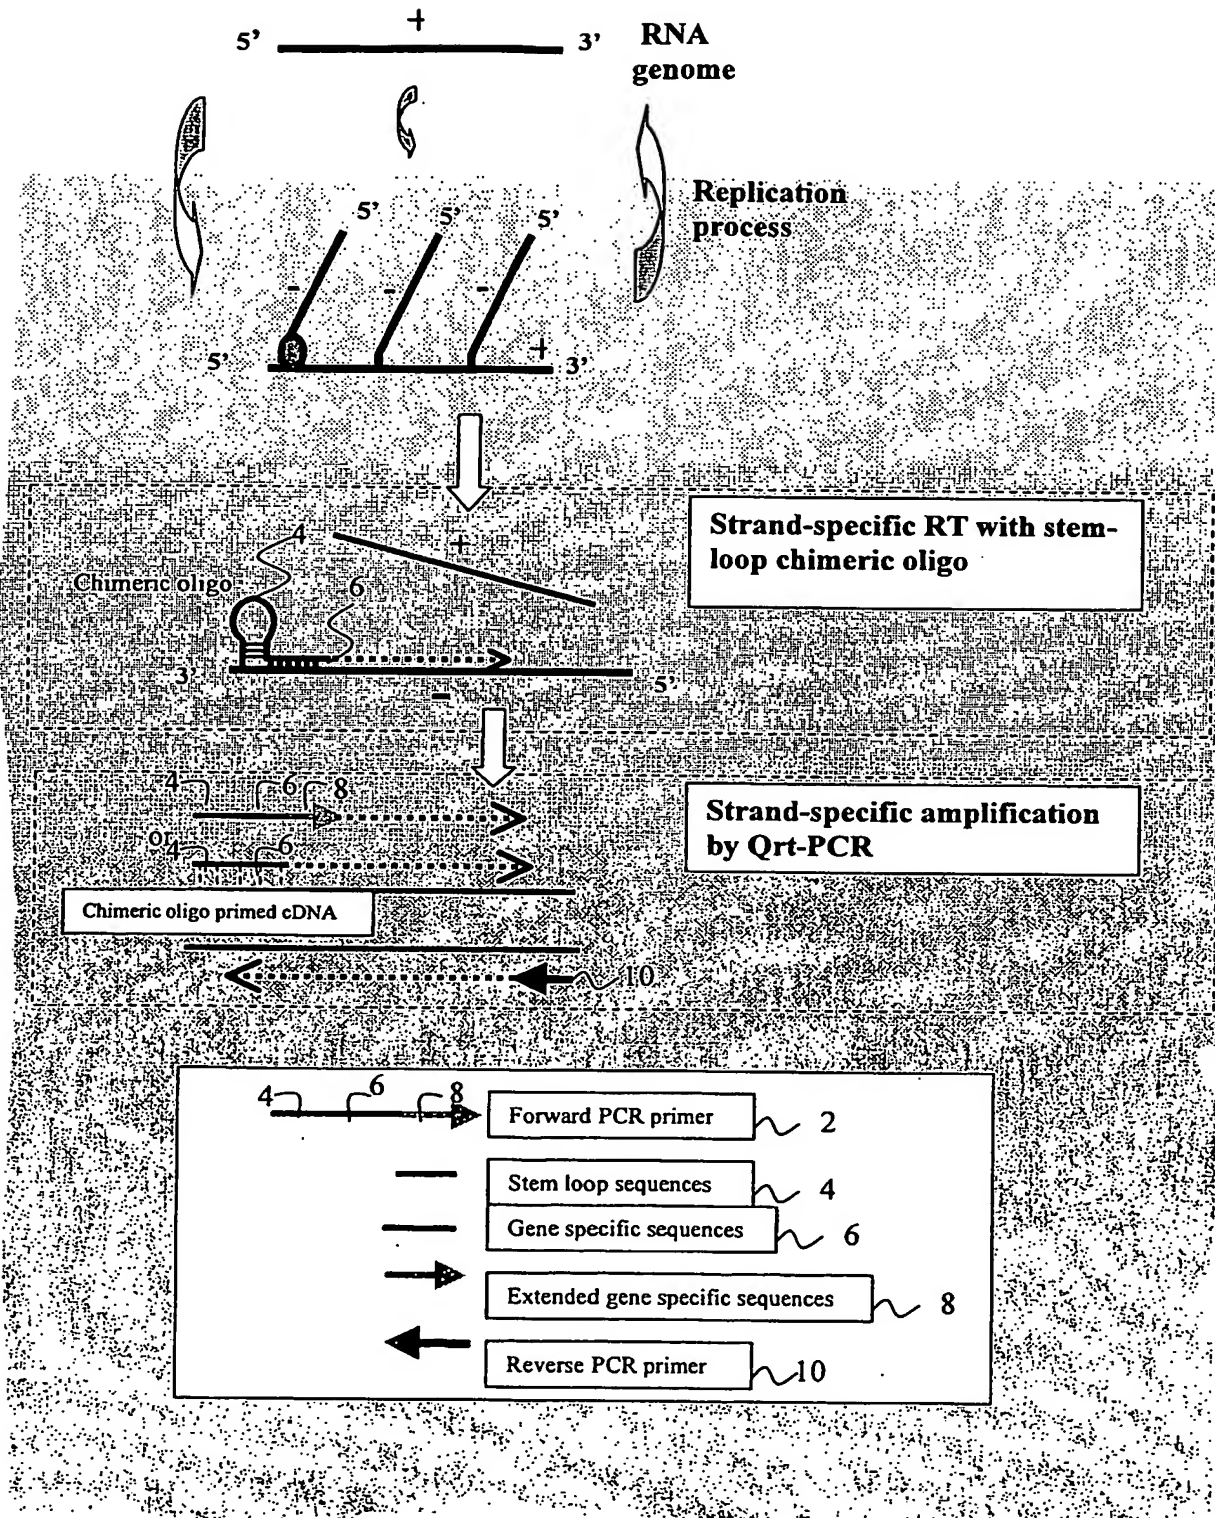 +
5’ 3’ RNA
genome
Replication
process
5’ 5’ 5’
- - -
5’ + 3’
Strand-specific RT with stem-
loop chimeric oligo
4 +
Chimeric oligo 6
3’ 5’
-
4 6 8
or
4 6
Strand-specific amplification
by Qrt-PCR
Chimeric oligo primed cDNA
10
4 6 8
Forward PCR primer 2
Stem loop sequences 4
Gene specific sequences 6
Extended gene specific sequences 8
Reverse PCR primer 10